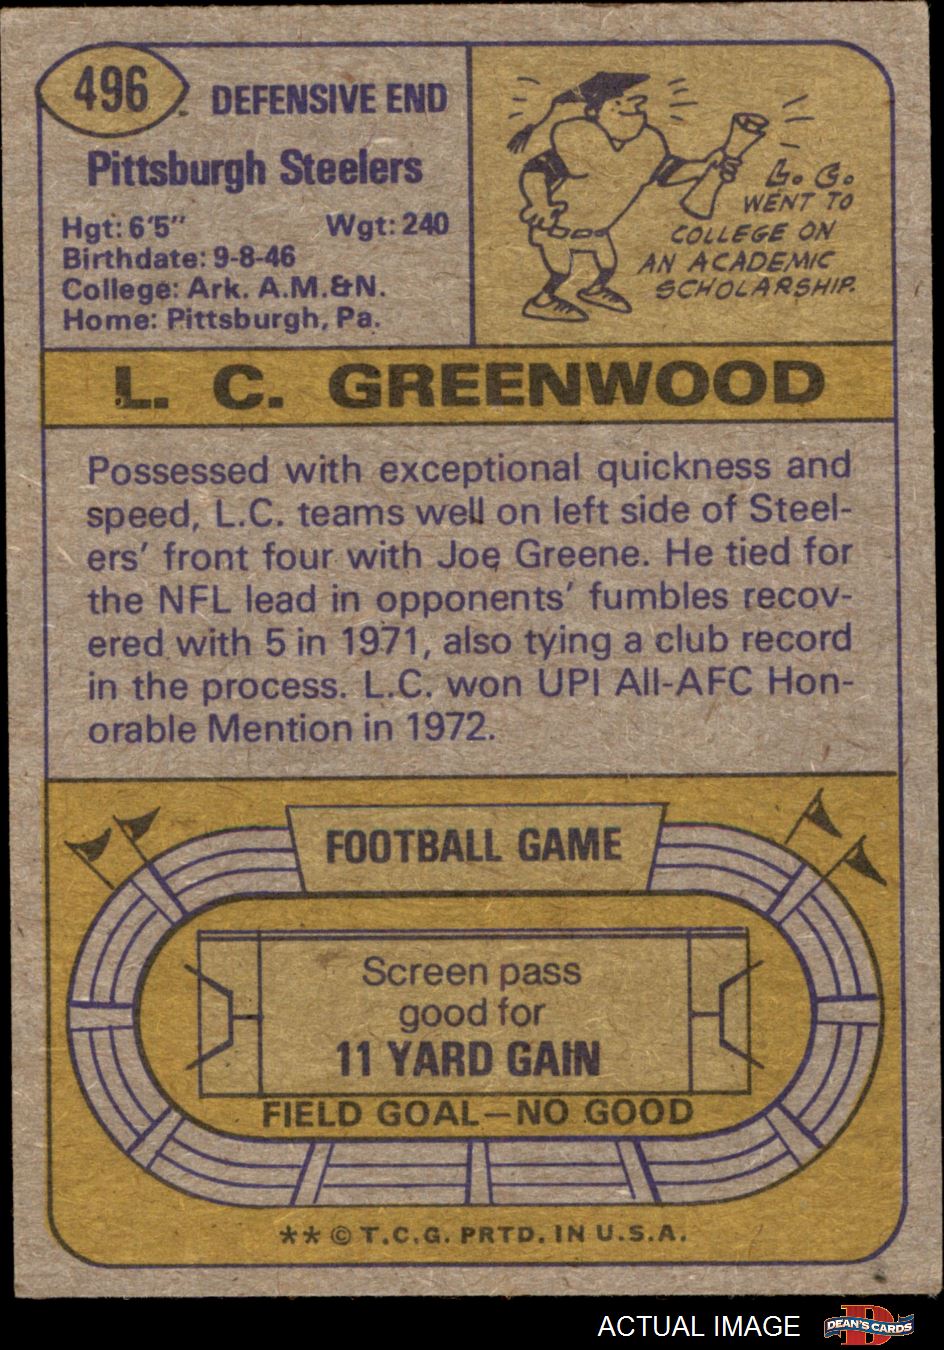 496
DEFENSIVE END
Pittsburgh Steelers
Hgt: 6'5" Wgt: 240
Birthdate: 9-8-46
College: Ark. A.M.&N.
Home: Pittsburgh, Pa.
L. C.
WENT TO
COLLEGE ON
AN ACADEMIC
SCHOLARSHIP.
L. C. GREENWOOD
Possessed with exceptional quickness and
speed, L.C. teams well on left side of Steel-
ers' front four with Joe Greene. He tied for
the NFL lead in opponents' fumbles recov-
ered with 5 in 1971, also tying a club record
in the process. L.C. won UPI All-AFC Hon-
orable Mention in 1972.
FOOTBALL GAME
Screen pass
good for
11 YARD GAIN
FIELD GOAL—NO GOOD
** © T.C.G. PRTD. IN U.S.A.
ACTUAL IMAGE
DEAN'S CARDS